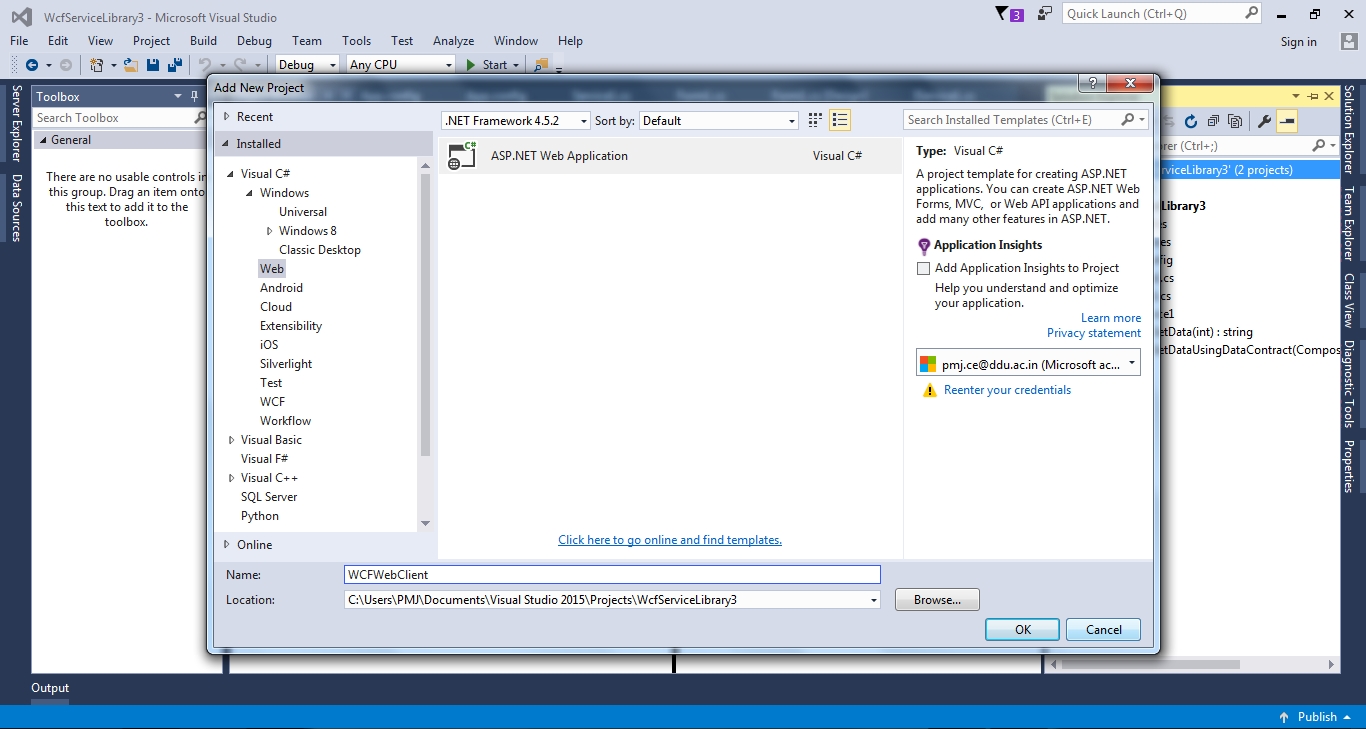 WcfServiceLibrary3 - Microsoft Visual Studio
3
Quick Launch (Ctrl+Q)
File Edit View Project Build Debug Team Tools Test Analyze Window Help
Sign in
Debug Any CPU Start
Server Explorer
Data Sources
Toolbox
Search Toolbox
General
There are no usable controls in
this group. Drag an item onto
this text to add it to the
toolbox.
Add New Project
Recent
Installed
Visual C#
Windows
Universal
Windows 8
Classic Desktop
Web
Android
Cloud
Extensibility
iOS
Silverlight
Test
WCF
Workflow
Visual Basic
Visual F#
Visual C++
SQL Server
Python
Online
.NET Framework 4.5.2 Sort by: Default
Search Installed Templates (Ctrl+E)
ASP.NET Web Application Visual C#
Click here to go online and find templates.
Type: Visual C#
A project template for creating ASP.NET
applications. You can create ASP.NET Web
Forms, MVC, or Web API applications and
add many other features in ASP.NET.
Application Insights
Add Application Insights to Project
Help you understand and optimize
your application.
Learn more
Privacy statement
pmj.ce@ddu.ac.in (Microsoft ac...
Reenter your credentials
Name: WCFWebClient
Location: C:\Users\PMJ\Documents\Visual Studio 2015\Projects\WcfServiceLibrary3
Browse...
OK Cancel
rer (Ctrl+;)
rviceLibrary3' (2 projects)
Library3
es
es
fig
.cs
cs
e1
etData(int) : string
etDataUsingDataContract(Compos
Solution Explorer
Team Explorer
Class View
Diagnostic Tools
Properties
Output
Publish